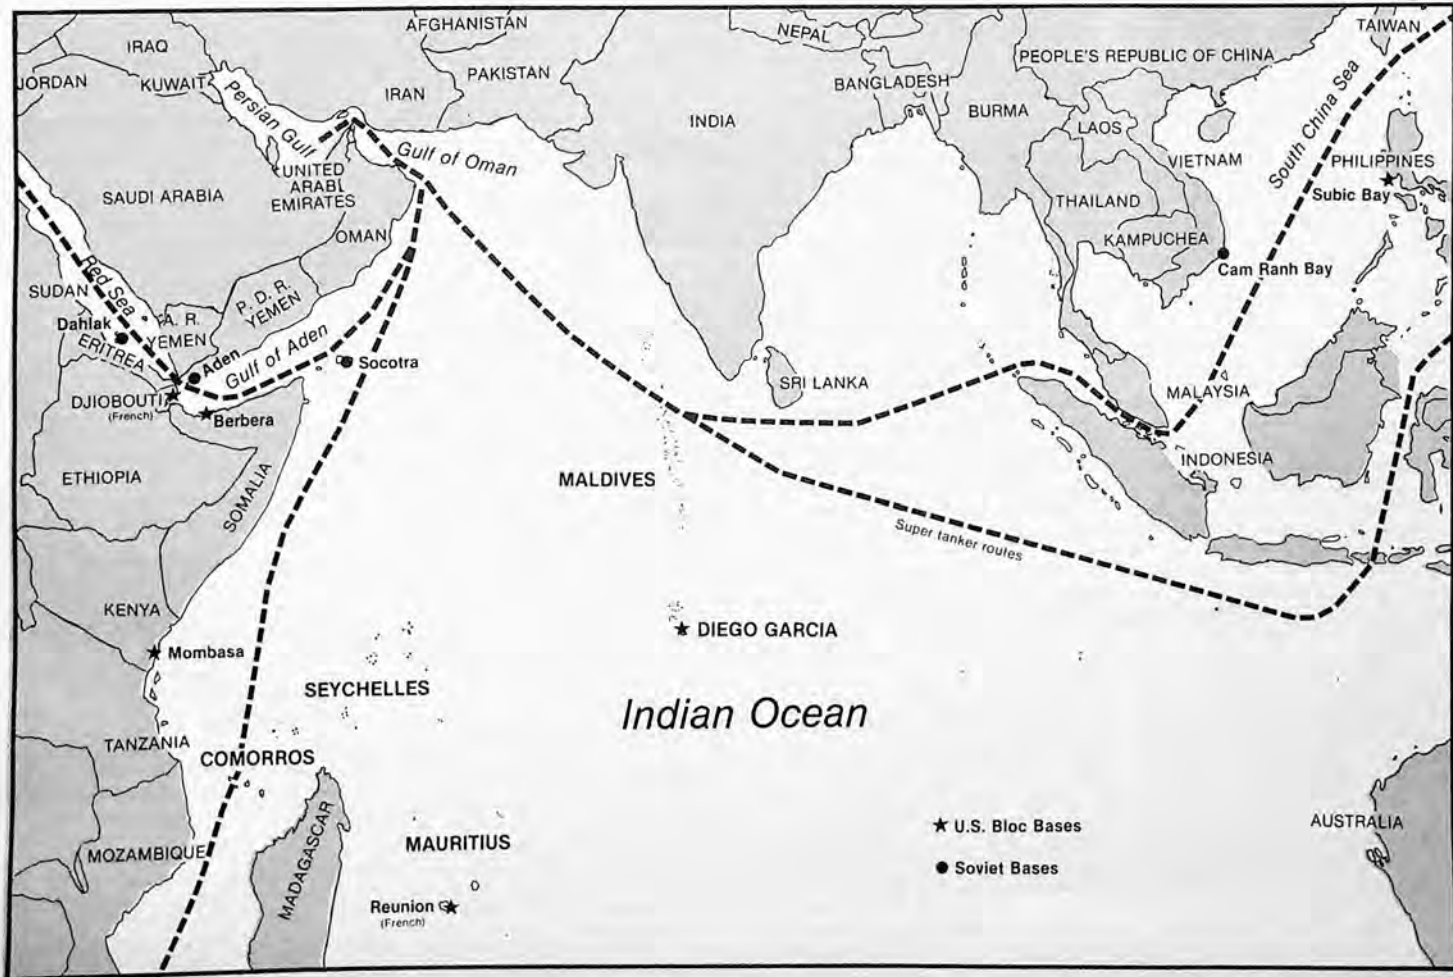 AFGHANISTAN
TAIWAN
NEPAL
IRAQ
PEOPLE'S REPUBLIC OF CHINA
JORDAN
KUWAIT
PAKISTAN
BANGLADESH
IRAN
Persian Gulf
INDIA
BURMA
LAOS
South China Sea
Gulf of Oman
VIETNAM
PHILIPPINES
UNITED
ARABI
EMIRATES
SAUDI ARABIA
THAILAND
Subic Bay
OMAN
KAMPUCHEA
Red Sea
Cam Ranh Bay
SUDAN
P. D. R.
YEMEN
A. R.
YEMEN
Dahlak
ERITREA
Gulf of Aden
Aden
Socotra
SRI LANKA
MALAYSIA
DJIOBOUTI
(French)
Berbera
INDONESIA
ETHIOPIA
SOMALIA
MALDIVES
Super tanker routes
KENYA
DIEGO GARCIA
Mombasa
SEYCHELLES
Indian Ocean
TANZANIA
COMORROS
MADAGASCAR
MAURITIUS
U.S. Bloc Bases
AUSTRALIA
MOZAMBIQUE
Soviet Bases
Reunion
(French)